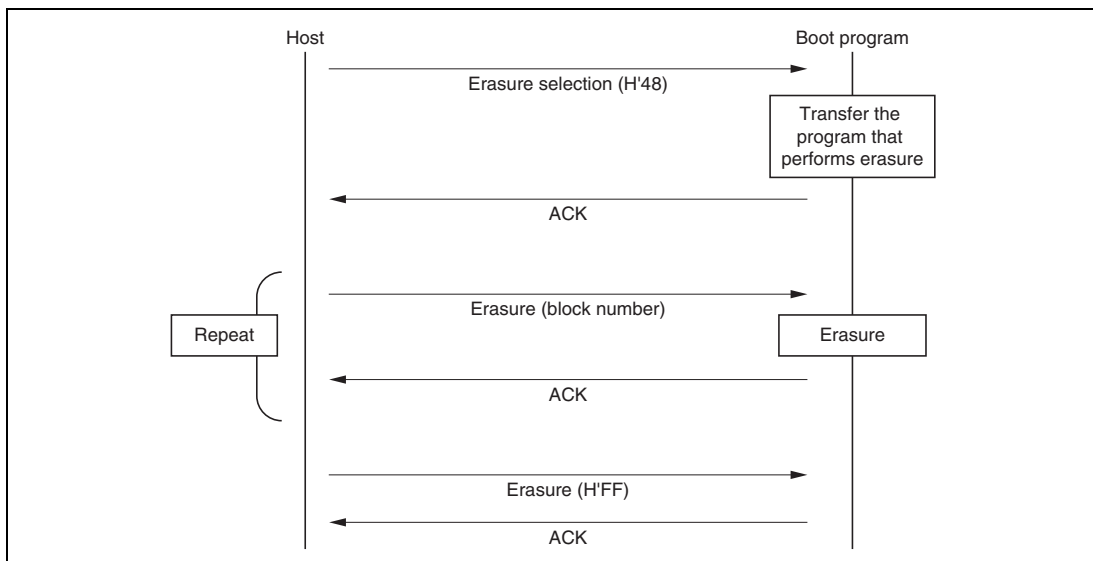 Host
Boot program
Erasure selection (H'48)
Transfer the
program that
performs erasure
ACK
Erasure (block number)
Repeat
Erasure
ACK
Erasure (H'FF)
ACK